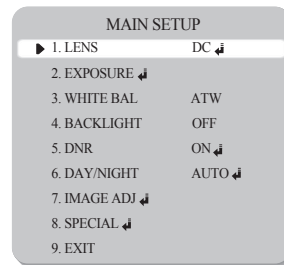 MAIN SETUP
▶ 1. LENS DC ↲
2. EXPOSURE ↲
3. WHITE BAL ATW
4. BACKLIGHT OFF
5. DNR ON ↲
6. DAY/NIGHT AUTO ↲
7. IMAGE ADJ ↲
8. SPECIAL ↲
9. EXIT